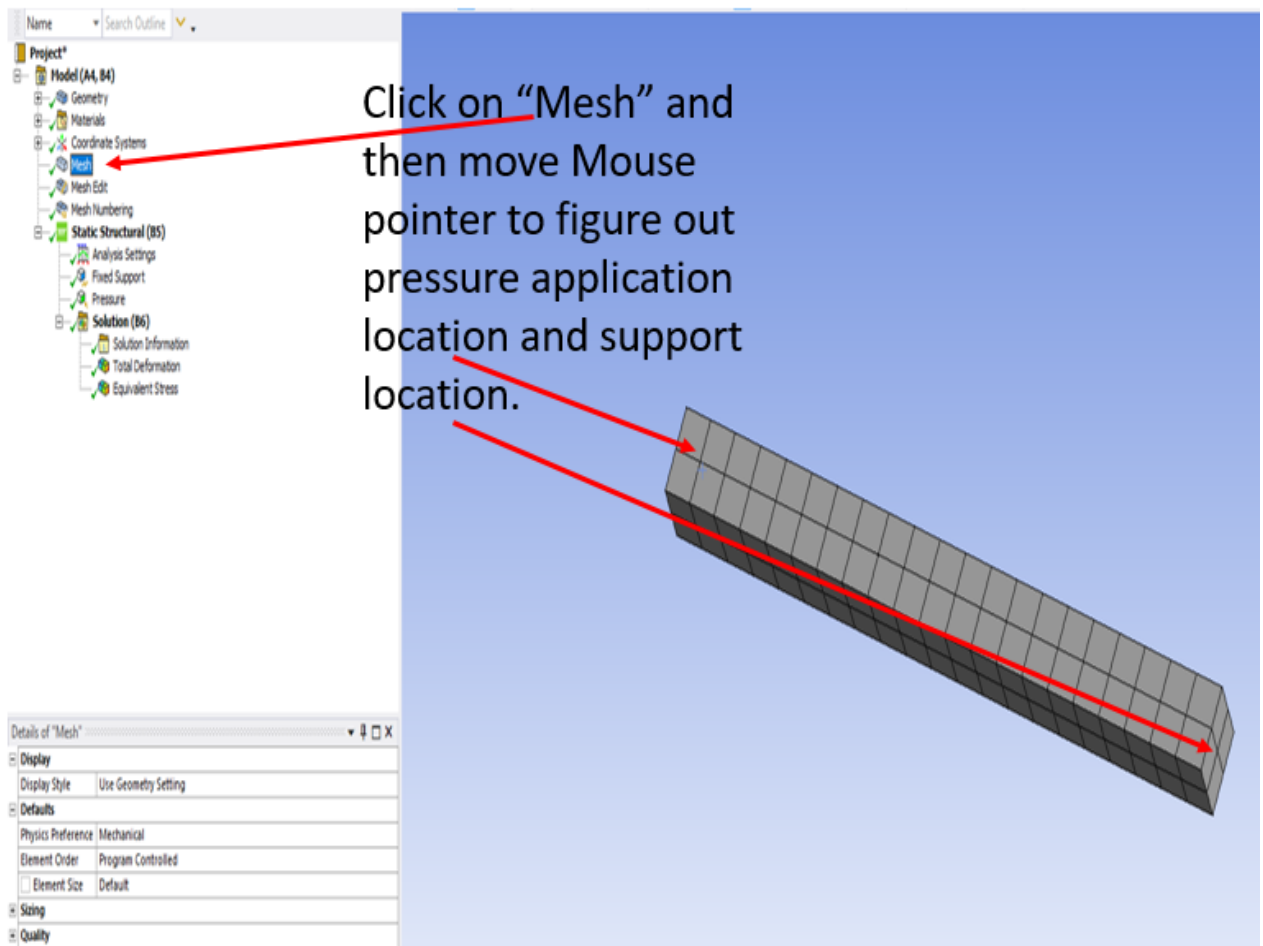 Name
Search Outline
Project*
Model (A4, B4)
Geometry
Materials
Coordinate Systems
Mesh
Mesh Edit
Mesh Numbering
Static Structural (B5)
Analysis Settings
Fixed Support
Pressure
Solution (B6)
Solution Information
Total Deformation
Equivalent Stress
Click on “Mesh” and
then move Mouse
pointer to figure out
pressure application
location and support
location.
Details of "Mesh"
Display
Display Style Use Geometry Setting
Defaults
Physics Preference Mechanical
Element Order Program Controlled
Element Size Default
Sizing
Quality